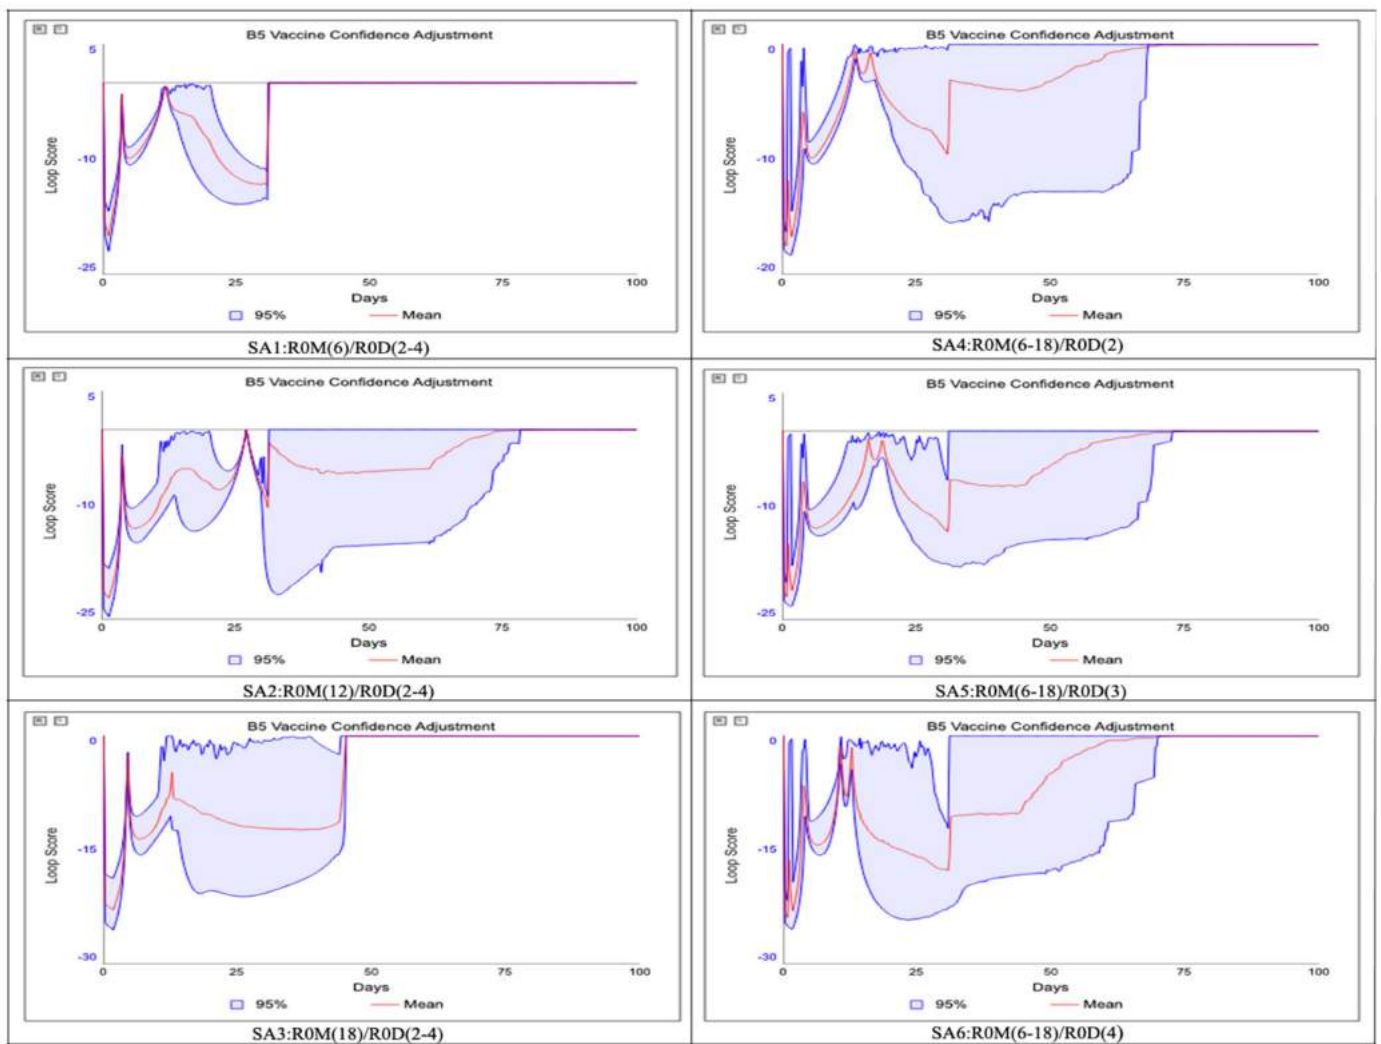 B5 Vaccine Confidence Adjustment
5
-10
-25
Loop Score
0 25 50 75 100
Days
95% Mean
SA1:R0M(6)/R0D(2-4)
B5 Vaccine Confidence Adjustment
0
-10
-20
Loop Score
0 25 50 75 100
Days
95% Mean
SA4:R0M(6-18)/R0D(2)
B5 Vaccine Confidence Adjustment
5
-10
-25
Loop Score
0 25 50 75 100
Days
95% Mean
SA2:R0M(12)/R0D(2-4)
B5 Vaccine Confidence Adjustment
5
-10
-25
Loop Score
0 25 50 75 100
Days
95% Mean
SA5:R0M(6-18)/R0D(3)
B5 Vaccine Confidence Adjustment
0
-15
-30
Loop Score
0 25 50 75 100
Days
95% Mean
SA3:R0M(18)/R0D(2-4)
B5 Vaccine Confidence Adjustment
0
-15
-30
Loop Score
0 25 50 75 100
Days
95% Mean
SA6:R0M(6-18)/R0D(4)